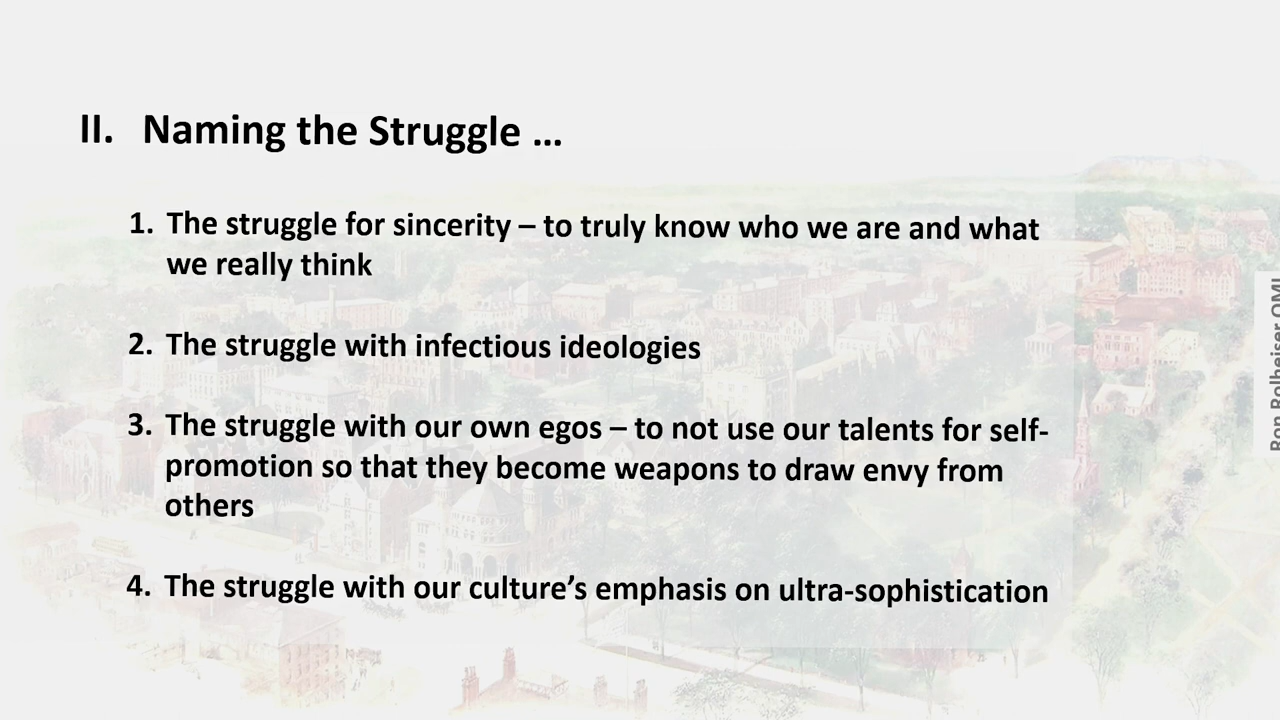 II. Naming the Struggle …
1. The struggle for sincerity – to truly know who we are and what
we really think
2. The struggle with infectious ideologies
3. The struggle with our own egos – to not use our talents for self-
promotion so that they become weapons to draw envy from
others
4. The struggle with our culture’s emphasis on ultra-sophistication
Ron Rolheiser OMI